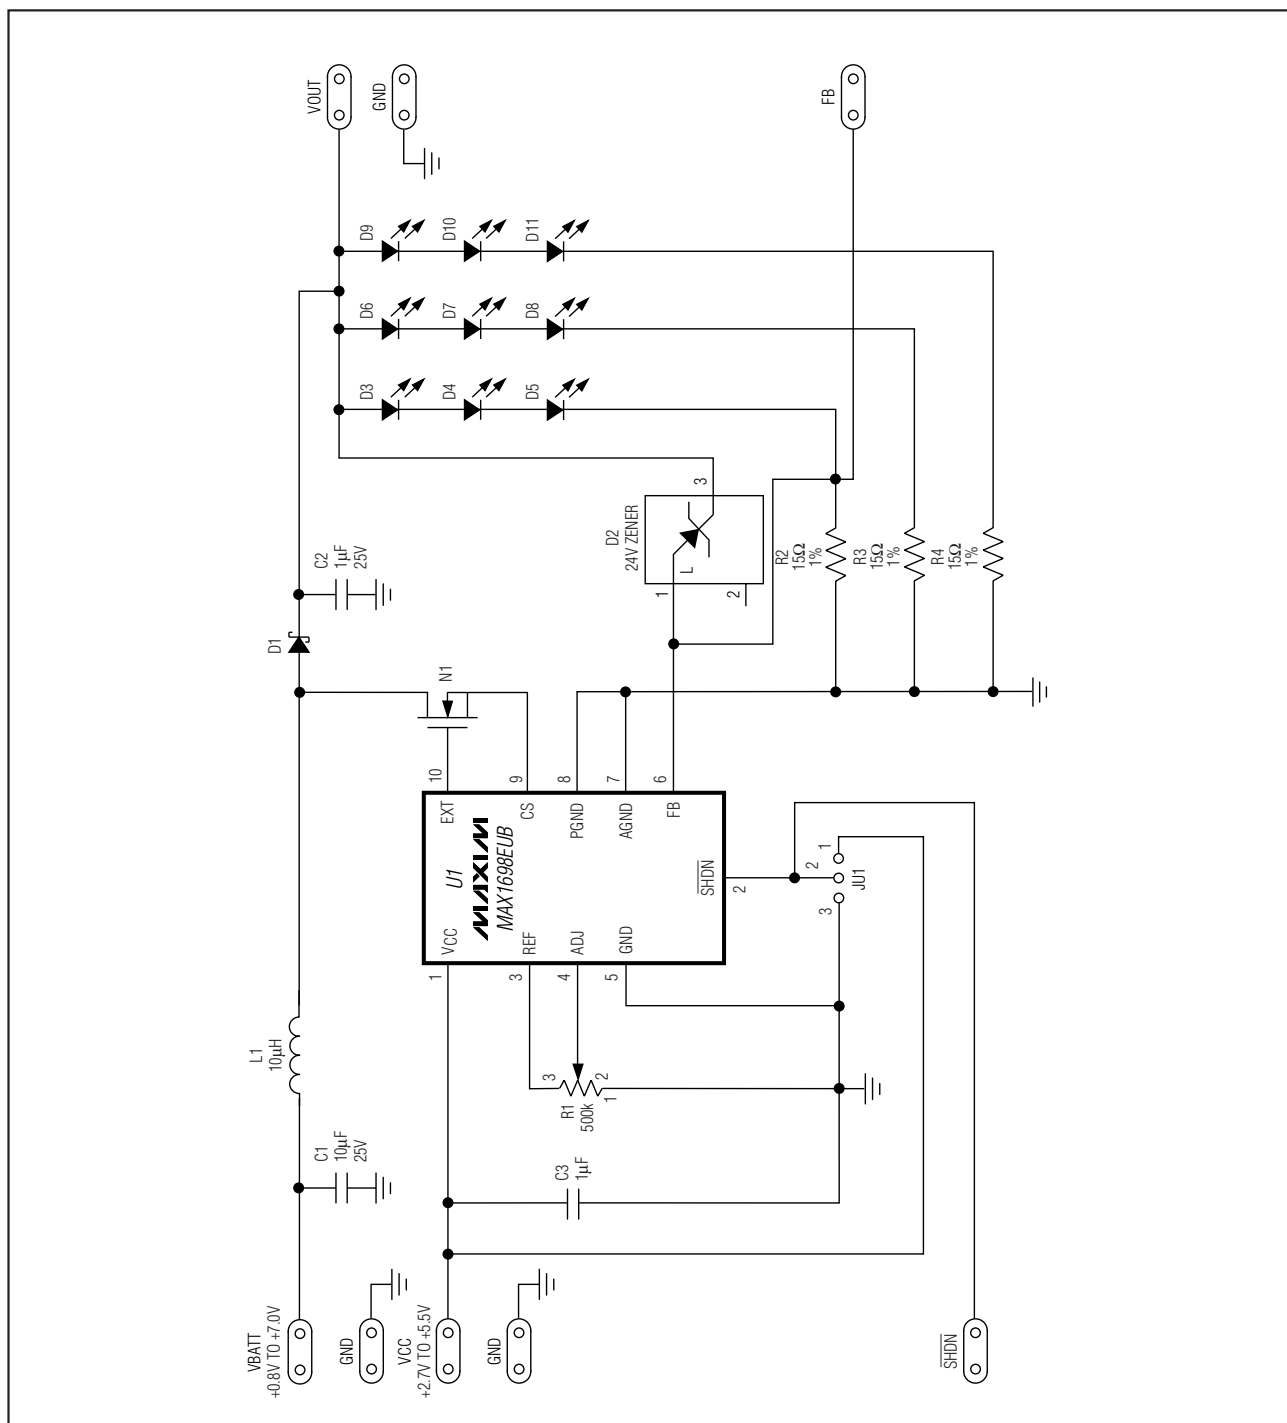 VBATT
+0.8V TO +7.0V
GND
VCC
+2.7V TO +5.5V
GND
SHDN
C1
10µF
25V
L1
10µH
C3
1µF
R1
500k
3
2
1
1
3
4
5
VCC
REF
ADJ
GND
U1
MAXIM
MAX1698EUB
SHDN
2
EXT
CS
PGND
AGND
FB
10
9
8
7
6
3
2
1
JU1
N1
D1
C2
1µF
25V
D2
24V ZENER
L
1
2
3
R2
15Ω
1%
R3
15Ω
1%
R4
15Ω
1%
D3
D4
D5
D6
D7
D8
D9
D10
D11
VOUT
GND
FB